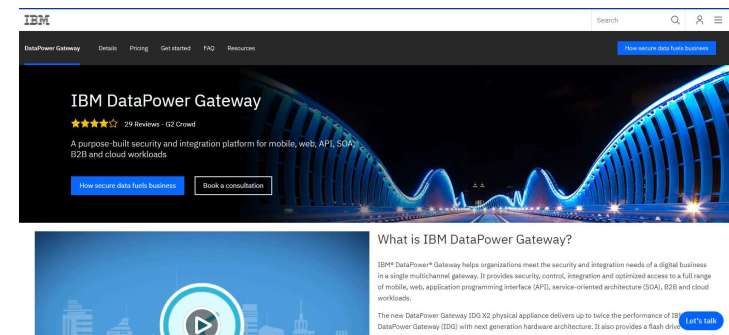 IBM
Search
DataPower Gateway Details Pricing Get started FAQ Resources
How secure data fuels business
IBM DataPower Gateway
29 Reviews - G2 Crowd
A purpose-built security and integration platform for mobile, web, API, SOA,
B2B and cloud workloads
How secure data fuels business Book a consultation
What is IBM DataPower Gateway?
IBM® DataPower® Gateway helps organizations meet the security and integration needs of a digital business
in a single multichannel gateway. It provides security, control, integration and optimized access to a full range
of mobile, web, application programming interface (API), service-oriented architecture (SOA), B2B and cloud
workloads.
The new DataPower Gateway IDG X2 physical appliance delivers up to twice the performance of
DataPower Gateway (IDG) with next generation hardware architecture. It also provides a flash drive
Let's talk